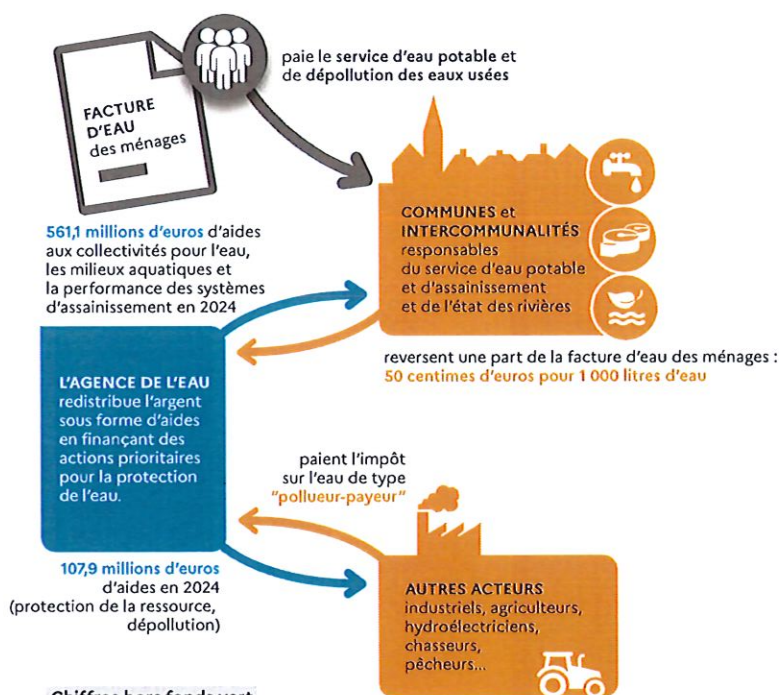 paie le service d'eau potable et
de dépollution des eaux usées
FACTURE
D'EAU
des ménages
COMMUNES et
INTERCOMMUNALITÉS
responsables
du service d'eau potable
et d'assainissement
et de l'état des rivières
561,1 millions d'euros d'aides
aux collectivités pour l'eau,
les milieux aquatiques et
la performance des systèmes
d'assainissement en 2024
reversent une part de la facture d'eau des ménages :
50 centimes d'euros pour 1 000 litres d'eau
L'AGENCE DE L'EAU
redistribue l'argent
sous forme d'aides
en finançant des
actions prioritaires
pour la protection
de l'eau.
paient l'impôt
sur l'eau de type
"pollueur-payeur"
107,9 millions d'euros
d'aides en 2024
(protection de la ressource,
dépollution)
AUTRES ACTEURS
industriels, agriculteurs,
hydroélectriciens,
chasseurs,
pêcheurs...
Chiffres hors fonds vert